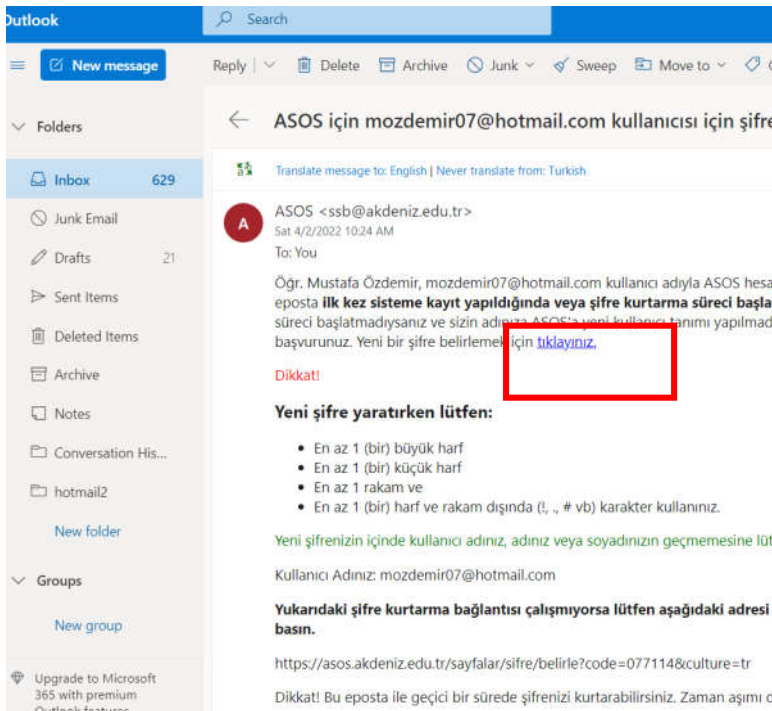 Outlook
Search
New message
Reply
Delete
Archive
Junk
Sweep
Move to
Folders
Inbox 629
Junk Email
Drafts 21
Sent Items
Deleted Items
Archive
Notes
Conversation His...
hotmail2
New folder
Groups
New group
Upgrade to Microsoft
365 with premium
Outlook features
ASOS için mozdemir07@hotmail.com kullanıcısı için şifre
Translate message to: English | Never translate from: Turkish
A
ASOS <ssb@akdeniz.edu.tr>
Sat 4/2/2022 10:24 AM
To: You
Öğr. Mustafa Özdemir, mozdemir07@hotmail.com kullanıcı adıyla ASOS hesa
eposta ilk kez sisteme kayıt yapıldığında veya şifre kurtarma süreci başla
süreci başlatmadıysanız ve sizin adınıza ASOS'a yeni kullanıcı tanımı yapılmad
başvurunuz. Yeni bir şifre belirlemek için tıklayınız.
Dikkat!
Yeni şifre yaratırken lütfen:
• En az 1 (bir) büyük harf
• En az 1 (bir) küçük harf
• En az 1 rakam ve
• En az 1 (bir) harf ve rakam dışında (!, ., # vb) karakter kullanınız.
Yeni şifrenizin içinde kullanıcı adınız, adınız veya soyadınızın geçmemesine lüt
Kullanıcı Adınız: mozdemir07@hotmail.com
Yukarıdaki şifre kurtarma bağlantısı çalışmıyorsa lütfen aşağıdaki adresi
basın.
https://asos.akdeniz.edu.tr/sayfalar/sifre/belirle?code=077114&culture=tr
Dikkat! Bu eposta ile geçici bir sürede şifrenizi kurtarabilirsiniz. Zaman aşımı